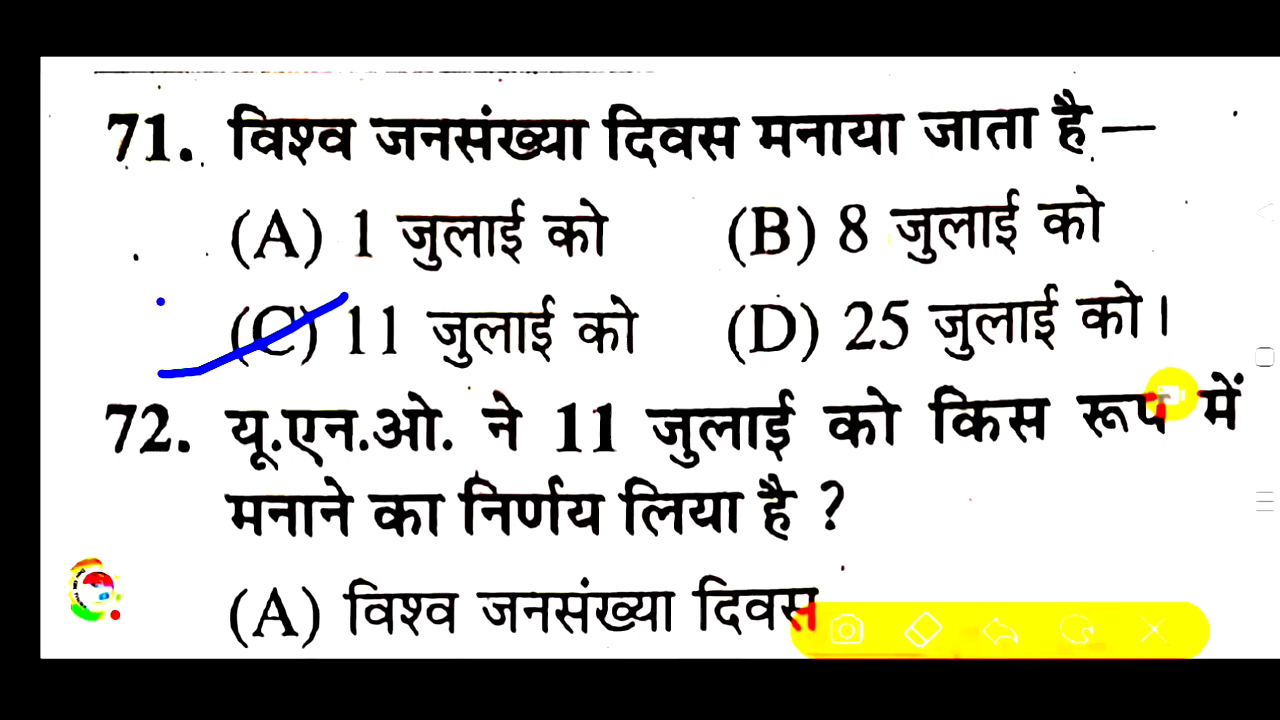 71. विश्व जनसंख्या दिवस मनाया जाता है —
(A) 1 जुलाई को (B) 8 जुलाई को
(C) 11 जुलाई को (D) 25 जुलाई को।
72. यू.एन.ओ. ने 11 जुलाई को किस रूप में
मनाने का निर्णय लिया है ?
(A) विश्व जनसंख्या दिवस